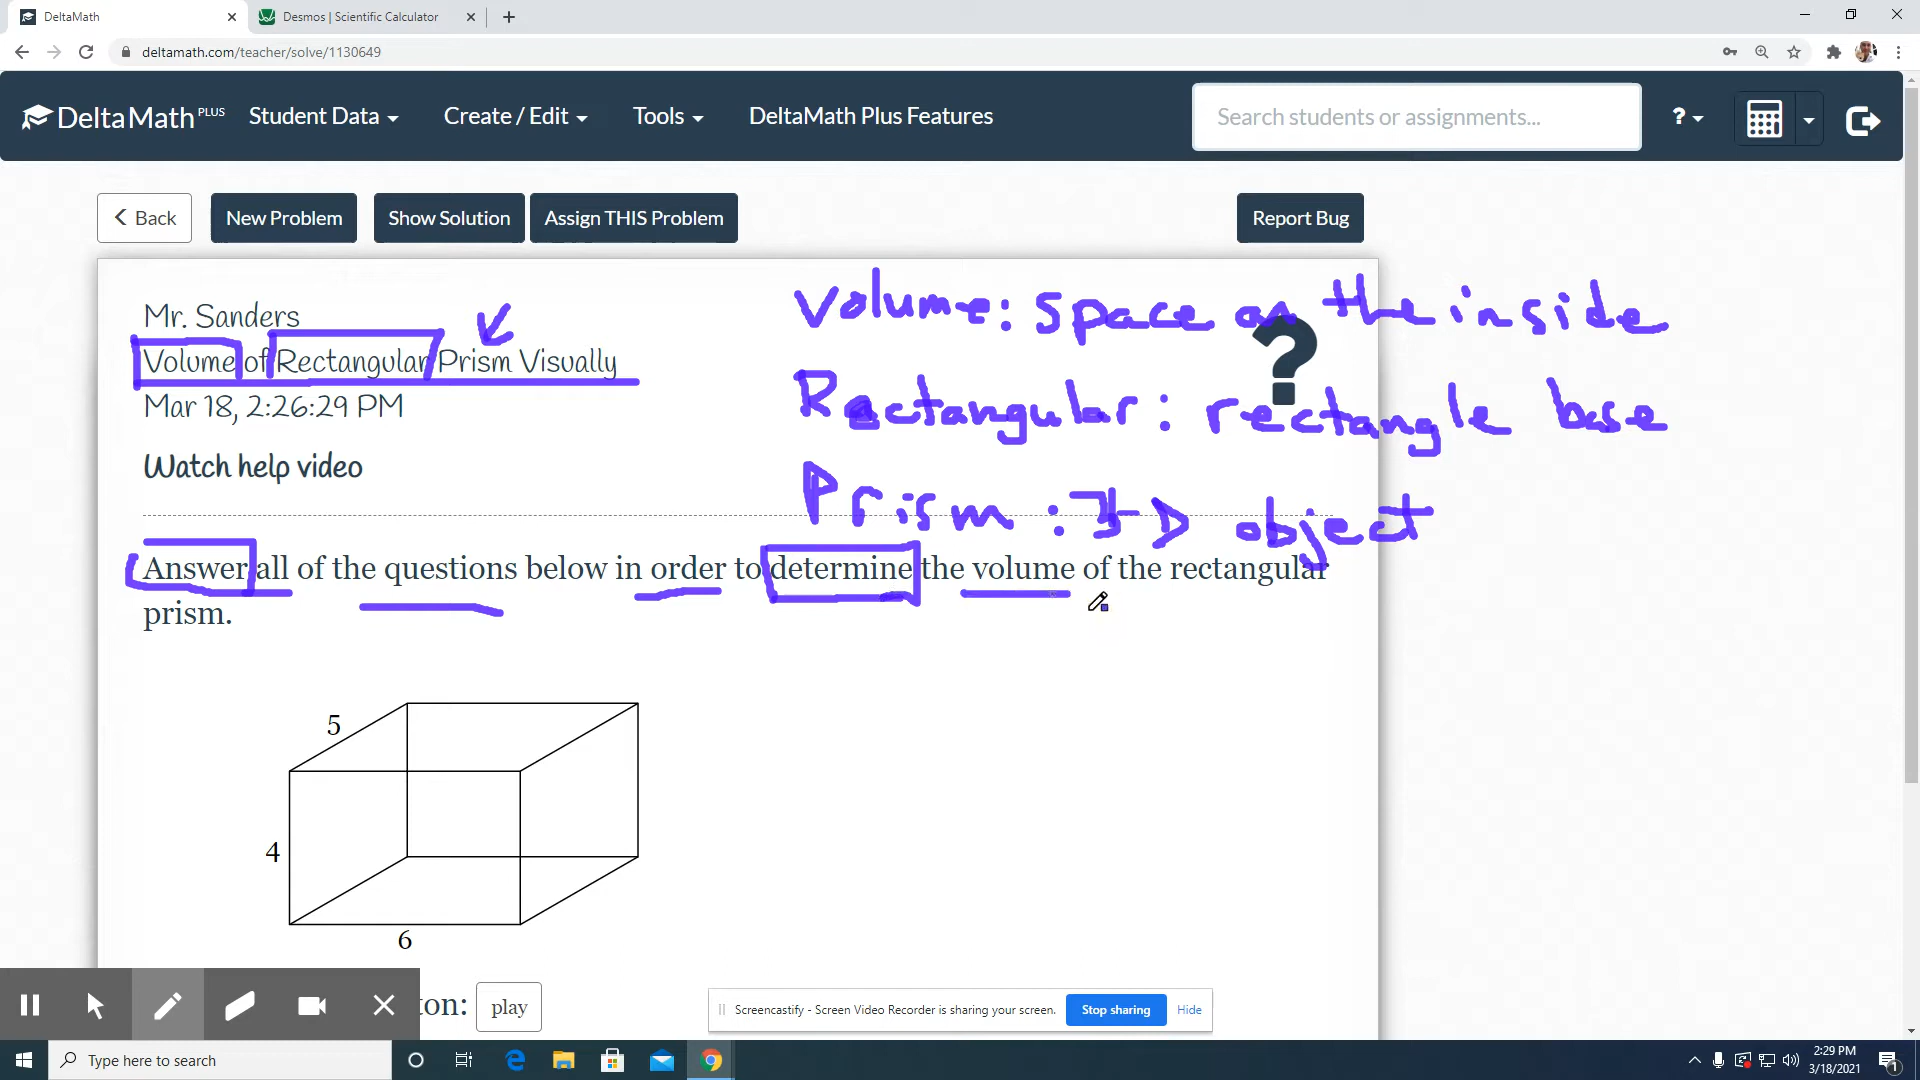 DeltaMath
Desmos | Scientific Calculator
deltamath.com/teacher/solve/1130649
DeltaMath PLUS
Student Data
Create / Edit
Tools
DeltaMath Plus Features
Search students or assignments...
?
Back
New Problem
Show Solution
Assign THIS Problem
Report Bug
Mr. Sanders
Volume: space on the inside
?
Volume of Rectangular Prism Visually
Mar 18, 2:26:29 PM
Ractangular: rectangle base
Watch help video
Prism: 3-D object
Answer all of the questions below in order to determine the volume of the rectangular
prism.
5
4
6
ton:
play
Screencastify - Screen Video Recorder is sharing your screen.
Stop sharing
Hide
Type here to search
2:29 PM
3/18/2021
1